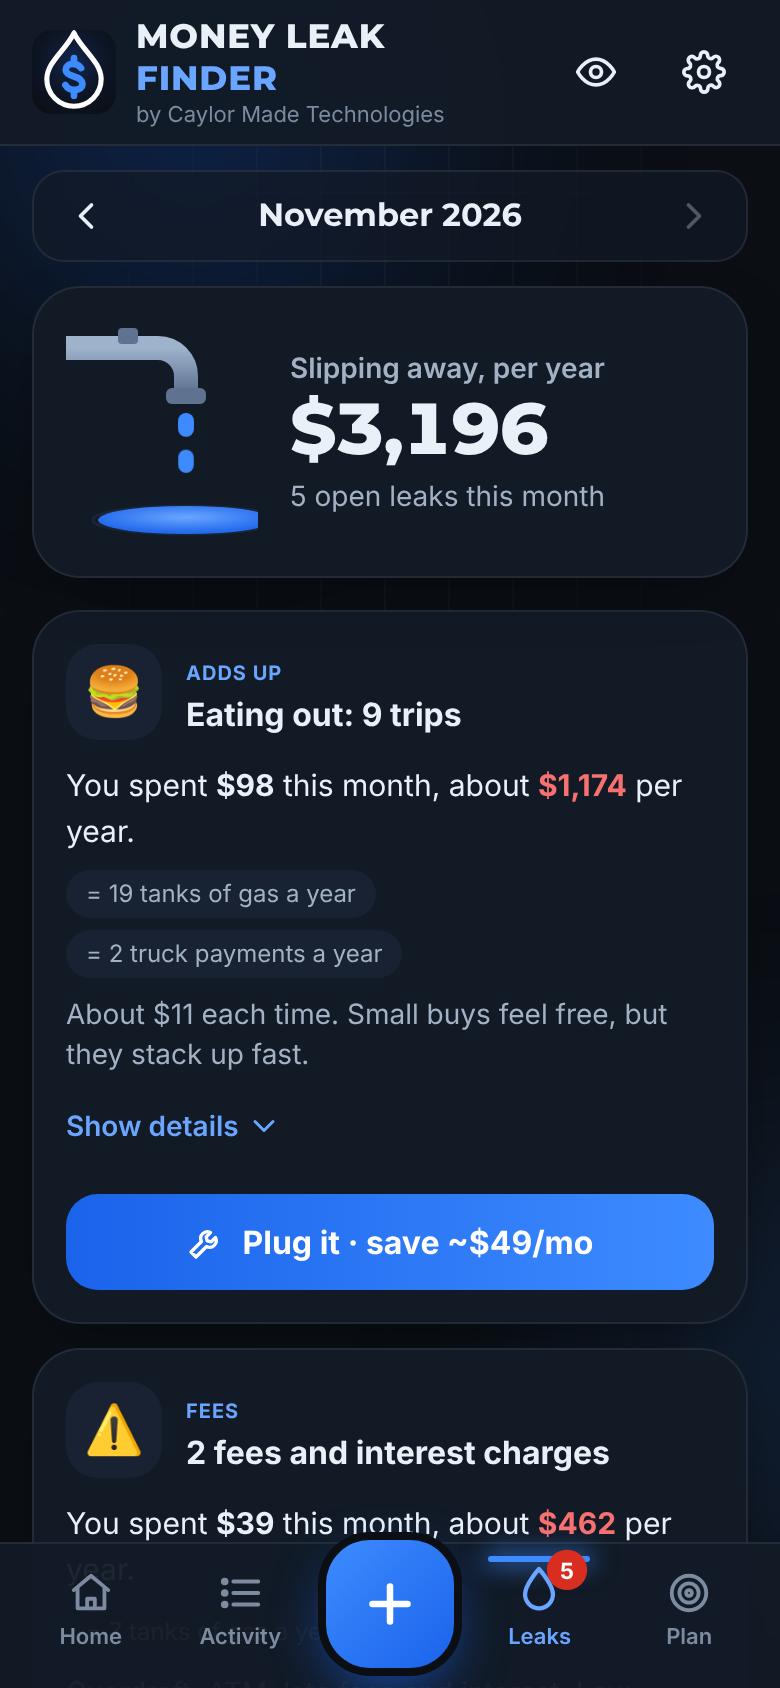 MONEY LEAK
FINDER
by Caylor Made Technologies
November 2026
Slipping away, per year
$3,196
5 open leaks this month
ADDS UP
Eating out: 9 trips
You spent $98 this month, about $1,174 per
year.
= 19 tanks of gas a year
= 2 truck payments a year
About $11 each time. Small buys feel free, but
they stack up fast.
Show details
Plug it · save ~$49/mo
FEES
2 fees and interest charges
You spent $39 this month, about $462 per
year.
5
Home
Activity
Leaks
Plan